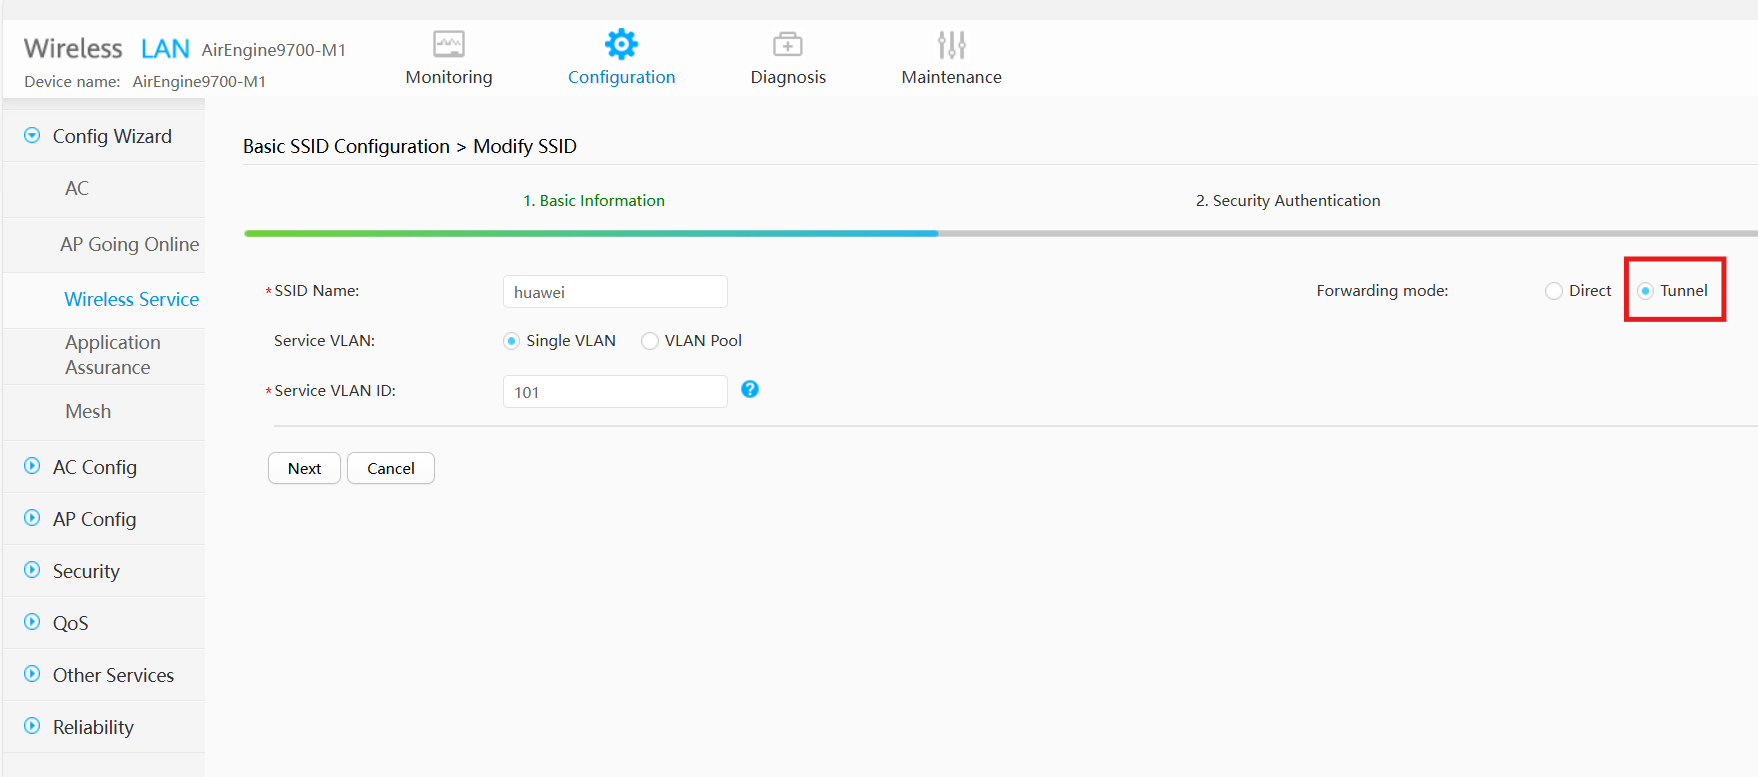 Wireless LAN AirEngine9700-M1
Device name: AirEngine9700-M1
Monitoring
Configuration
Diagnosis
Maintenance
Config Wizard
AC
AP Going Online
Wireless Service
Application
Assurance
Mesh
AC Config
AP Config
Security
QoS
Other Services
Reliability
Basic SSID Configuration > Modify SSID
1. Basic Information
2. Security Authentication
*SSID Name: huawei
Forwarding mode: Direct Tunnel
Service VLAN: Single VLAN VLAN Pool
*Service VLAN ID: 101 ?
Next Cancel